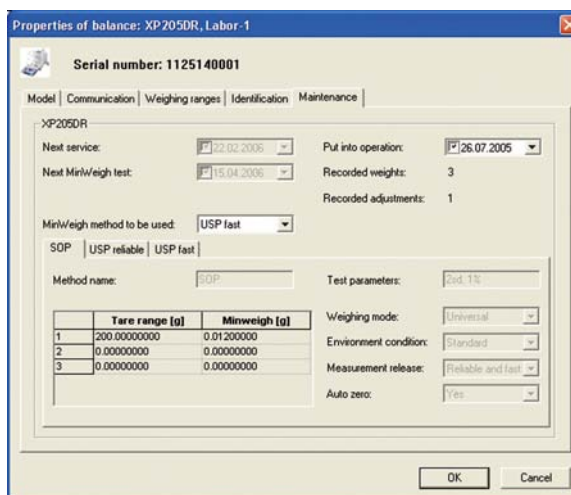 Properties of balance: XP205DR, Labor-1
Serial number: 1125140001
Model Communication Weighing ranges Identification Maintenance
XP205DR
Next service: 22.02.2006 Put into operation: 26.07.2005
Next MinWeigh test: 15.04.2006 Recorded weights: 3
Recorded adjustments: 1
MinWeigh method to be used: USP fast
SOP USP reliable USP fast
Method name: SOP Test parameters: 2sd, 1%
Tare range [g] Minweigh [g] Weighing mode: Universal
1 200.00000000 0.01200000 Environment condition: Standard
2 0.00000000 0.00000000 Measurement release: Reliable and fast
3 0.00000000 0.00000000 Auto zero: Yes
OK Cancel